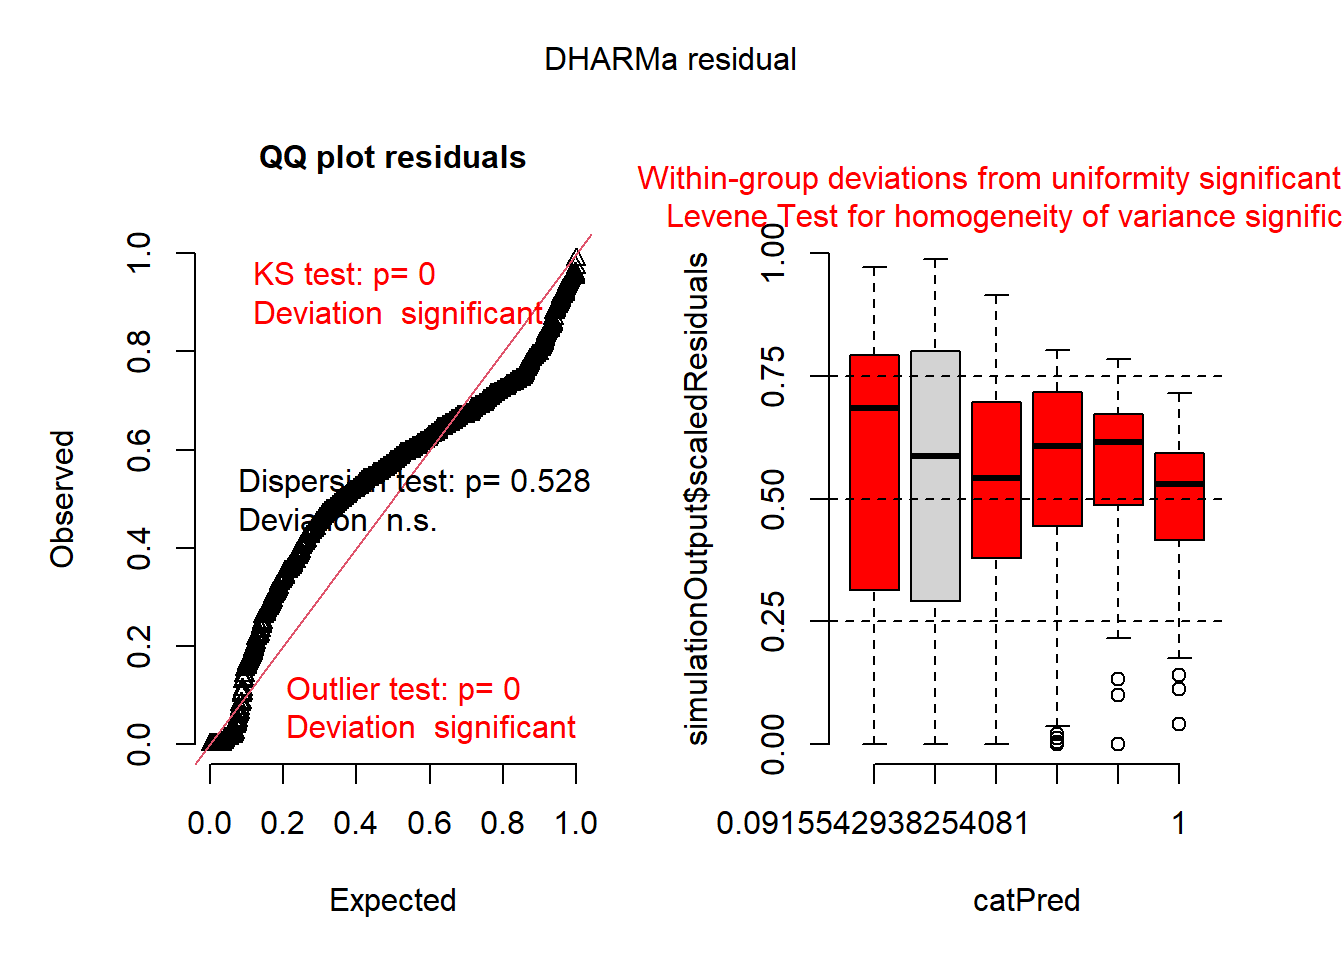 DHARMa residual
QQ plot residuals
KS test: p= 0
Deviation  significant
Dispersion test: p= 0.528
Deviation  n.s.
Outlier test: p= 0
Deviation  significant
Observed
0.0 0.2 0.4 0.6 0.8 1.0
0.0 0.2 0.4 0.6 0.8 1.0
Expected
Within-group deviations from uniformity significant
Levene Test for homogeneity of variance signific
simulationOutput$scaledResiduals
0.00 0.25 0.50 0.75 1.00
0.0915542938254081 1
catPred